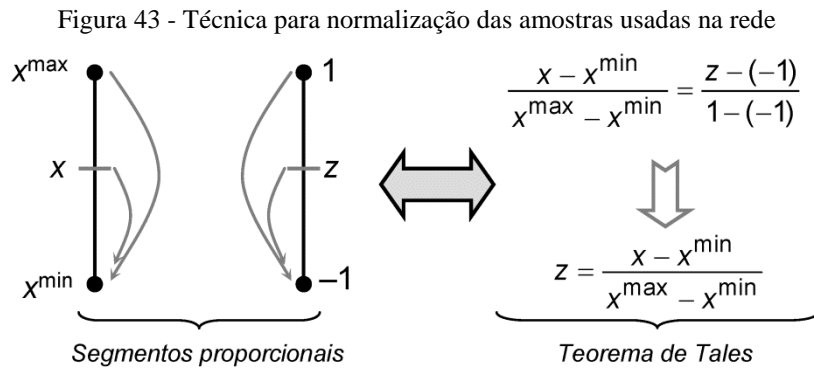 Figura 43 - Técnica para normalização das amostras usadas na rede
x^max
1
x
z
x^min
–1
Segmentos proporcionais
(x – x^min) / (x^max – x^min) = (z – (–1)) / (1 – (–1))
z = (x – x^min) / (x^max – x^min)
Teorema de Tales